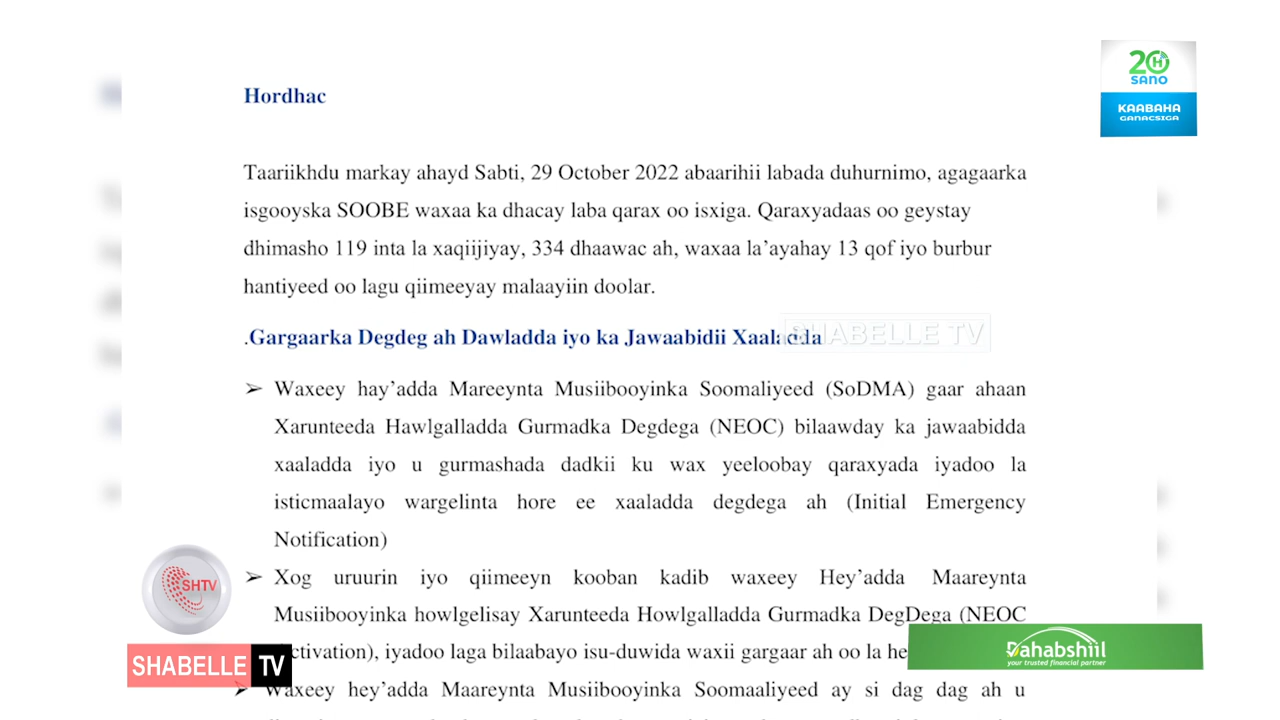 Hordhac
Taariikhdu markay ahayd Sabti, 29 October 2022 abaarihii labada duhurnimo, agagaarka
isgooyska SOOBE waxaa ka dhacay laba qarax oo isxiga. Qaraxyadaas oo geystay
dhimasho 119 inta la xaqiijiyay, 334 dhaawac ah, waxaa la’ayahay 13 qof iyo burbur
hantiyeed oo lagu qiimeeyay malaayiin doolar.
.Gargaarka Degdeg ah Dawladda iyo ka Jawaabidii Xaaladda
SHABELLE TV
➢ Waxeey hay’adda Mareeynta Musiibooyinka Soomaliyeed (SoDMA) gaar ahaan
Xarunteeda Hawlgalladda Gurmadka Degdega (NEOC) bilaawday ka jawaabidda
xaaladda iyo u gurmashada dadkii ku wax yeeloobay qaraxyada iyadoo la
isticmaalayo wargelinta hore ee xaaladda degdega ah (Initial Emergency
Notification)
➢ Xog uruurin iyo qiimeeyn kooban kadib waxeey Hey’adda Maareynta
Musiibooyinka howlgelisay Xarunteeda Howlgalladda Gurmadka DegDega (NEOC
ctivation), iyadoo laga bilaabayo isu-duwida waxii gargaar ah oo la he
➢ Waxeey hey’adda Maareynta Musiibooyinka Soomaaliyeed ay si dag dag ah u
20
H
SANO
KAABAHA
GANACSIGA
SHTV
SHABELLE TV
Dahabshiil
your trusted financial partner